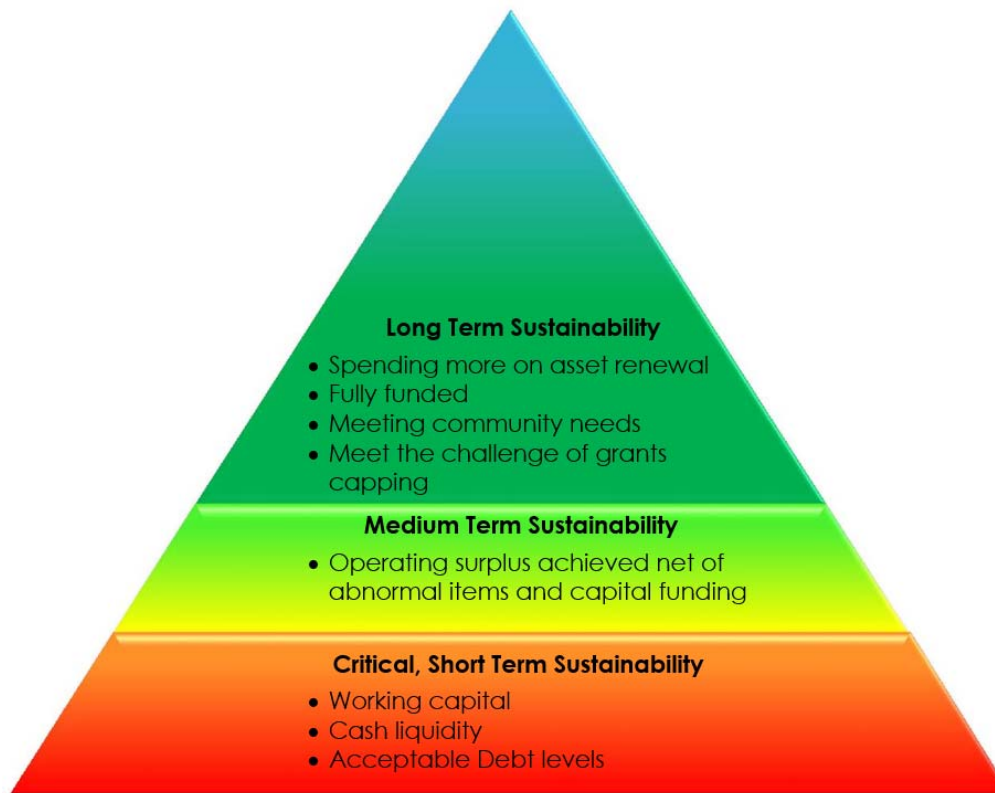 Long Term Sustainability
• Spending more on asset renewal
• Fully funded
• Meeting community needs
• Meet the challenge of grants
capping
Medium Term Sustainability
• Operating surplus achieved net of
abnormal items and capital funding
Critical, Short Term Sustainability
• Working capital
• Cash liquidity
• Acceptable Debt levels